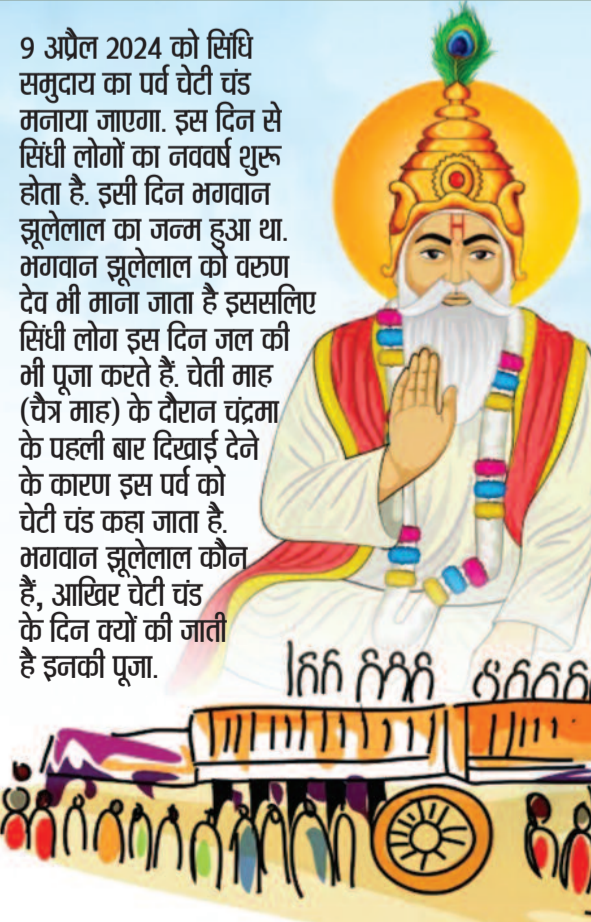 9 अप्रैल 2024 को सिंधि
समुदाय का पर्व चेटी चंड
मनाया जाएगा. इस दिन से
सिंधी लोगों का नववर्ष शुरू
होता है. इसी दिन भगवान
झूलेलाल का जन्म हुआ था.
भगवान झूलेलाल को वरुण
देव भी माना जाता है इससलिए
सिंधी लोग इस दिन जल की
भी पूजा करते हैं. चेती माह
(चैत्र माह) के दौरान चंद्रमा
के पहली बार दिखाई देने
के कारण इस पर्व को
चेटी चंड कहा जाता है.
भगवान झूलेलाल कौन
हैं, आखिर चेटी चंड
के दिन क्यों की जाती
है इनकी पूजा.